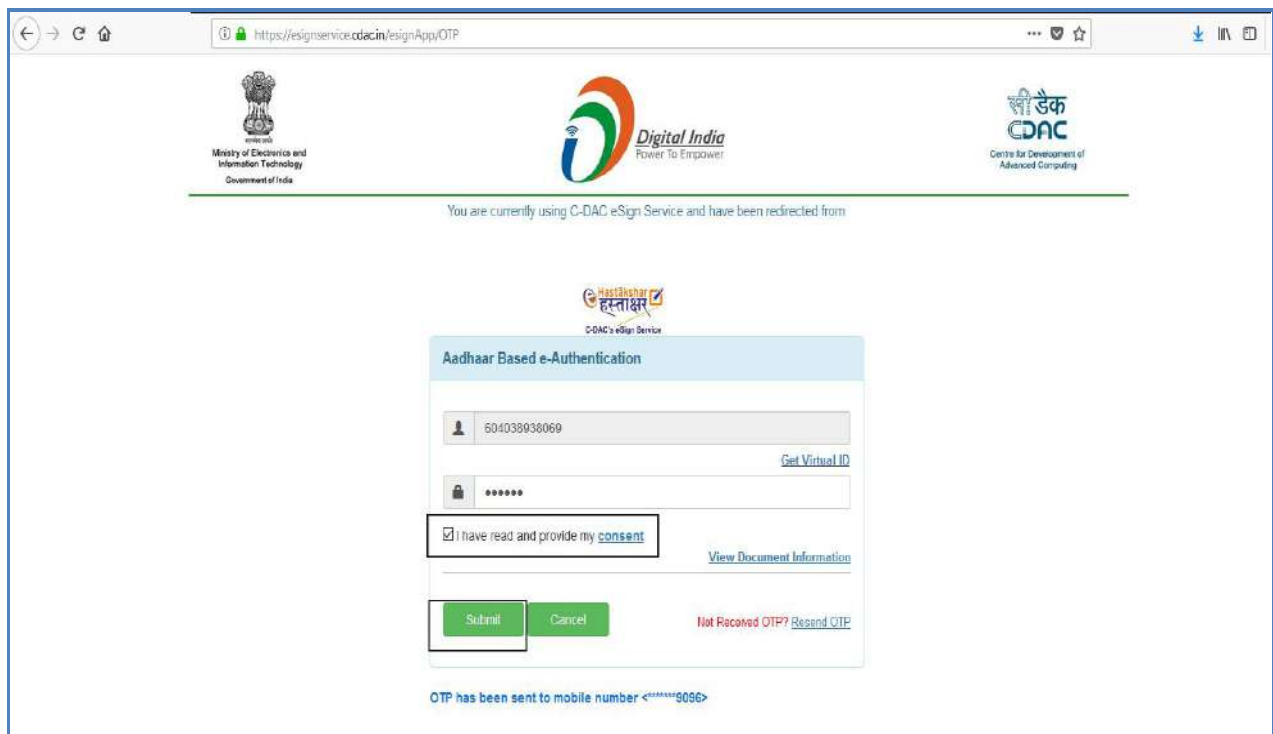 https://esignservice.cdac.in/esignApp/OTP
Ministry of Electronics and
Information Technology
Government of India
Digital India
Power To Empower
सी डैक
CDAC
Centre for Development of
Advanced Computing
You are currently using C-DAC eSign Service and have been redirected from
Hastākshar
हस्ताक्षर
C-DAC's eSign Service
Aadhaar Based e-Authentication
604038938069
Get Virtual ID
••••••
I have read and provide my consent
View Document Information
Submit Cancel Not Received OTP? Resend OTP
OTP has been sent to mobile number <*******9096>